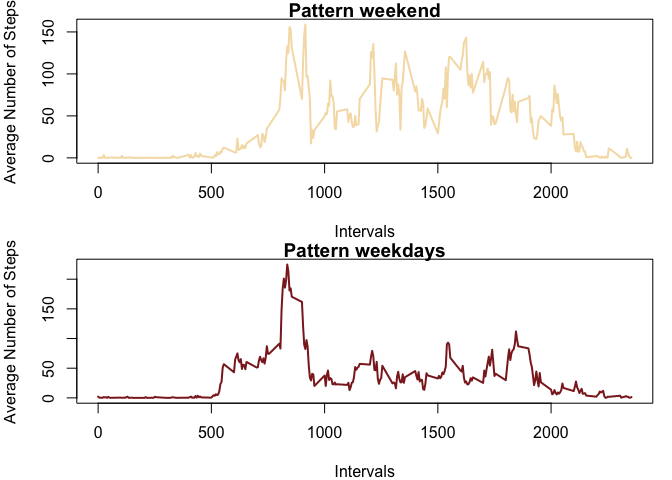 Pattern weekend
Average Number of Steps
150
100
50
0
0 500 1000 1500 2000
Intervals
Pattern weekdays
Average Number of Steps
150
50
0
0 500 1000 1500 2000
Intervals